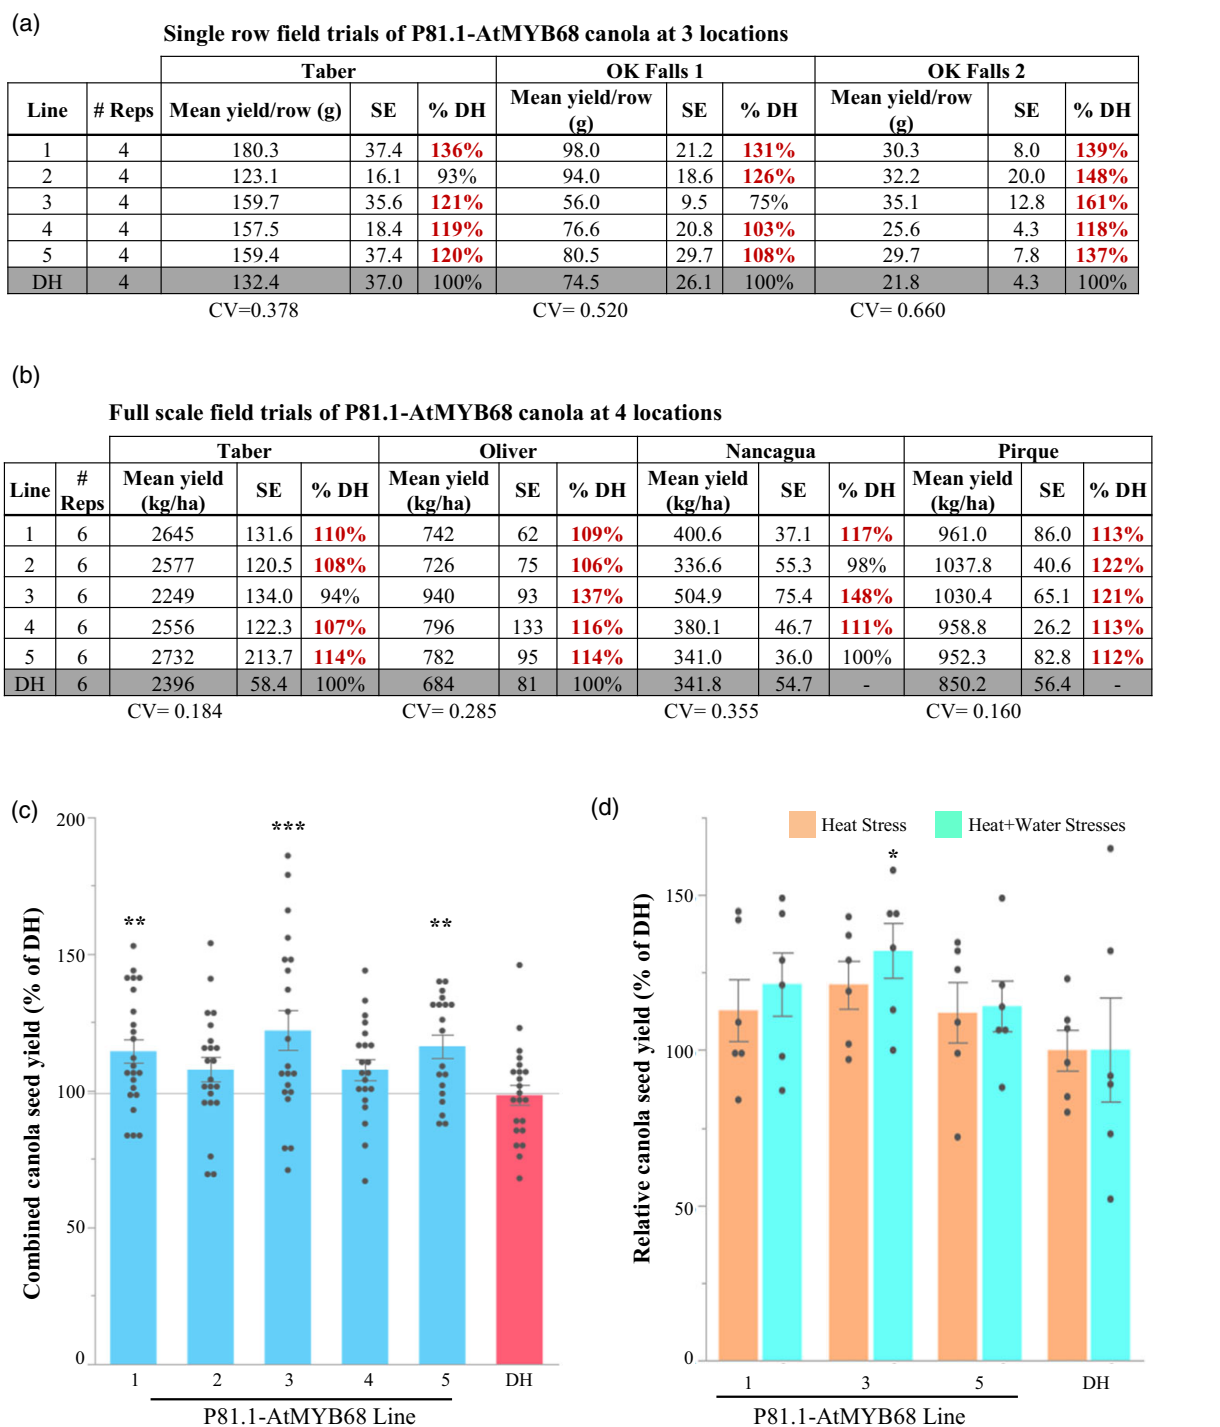 (a)
Single row field trials of P81.1-AtMYB68 canola at 3 locations
Taber OK Falls 1 OK Falls 2
Line # Reps Mean yield/row (g) SE % DH Mean yield/row (g) SE % DH Mean yield/row (g) SE % DH
1 4 180.3 37.4 136% 98.0 21.2 131% 30.3 8.0 139%
2 4 123.1 16.1 93% 94.0 18.6 126% 32.2 20.0 148%
3 4 159.7 35.6 121% 56.0 9.5 75% 35.1 12.8 161%
4 4 157.5 18.4 119% 76.6 20.8 103% 25.6 4.3 118%
5 4 159.4 37.4 120% 80.5 29.7 108% 29.7 7.8 137%
DH 4 132.4 37.0 100% 74.5 26.1 100% 21.8 4.3 100%
CV=0.378 CV= 0.520 CV= 0.660
(b)
Full scale field trials of P81.1-AtMYB68 canola at 4 locations
Taber Oliver Nancagua Pirque
Line # Reps Mean yield (kg/ha) SE % DH Mean yield (kg/ha) SE % DH Mean yield (kg/ha) SE % DH Mean yield (kg/ha) SE % DH
1 6 2645 131.6 110% 742 62 109% 400.6 37.1 117% 961.0 86.0 113%
2 6 2577 120.5 108% 726 75 106% 336.6 55.3 98% 1037.8 40.6 122%
3 6 2249 134.0 94% 940 93 137% 504.9 75.4 148% 1030.4 65.1 121%
4 6 2556 122.3 107% 796 133 116% 380.1 46.7 111% 958.8 26.2 113%
5 6 2732 213.7 114% 782 95 114% 341.0 36.0 100% 952.3 82.8 112%
DH 6 2396 58.4 100% 684 81 100% 341.8 54.7 - 850.2 56.4 -
CV= 0.184 CV= 0.285 CV= 0.355 CV= 0.160
(c)
Combined canola seed yield (% of DH)
200
150
100
50
0
** *** **
1 2 3 4 5 DH
P81.1-AtMYB68 Line
(d)
Heat Stress Heat+Water Stresses
Relative canola seed yield (% of DH)
*
150
100
50
0
1 3 5 DH
P81.1-AtMYB68 Line